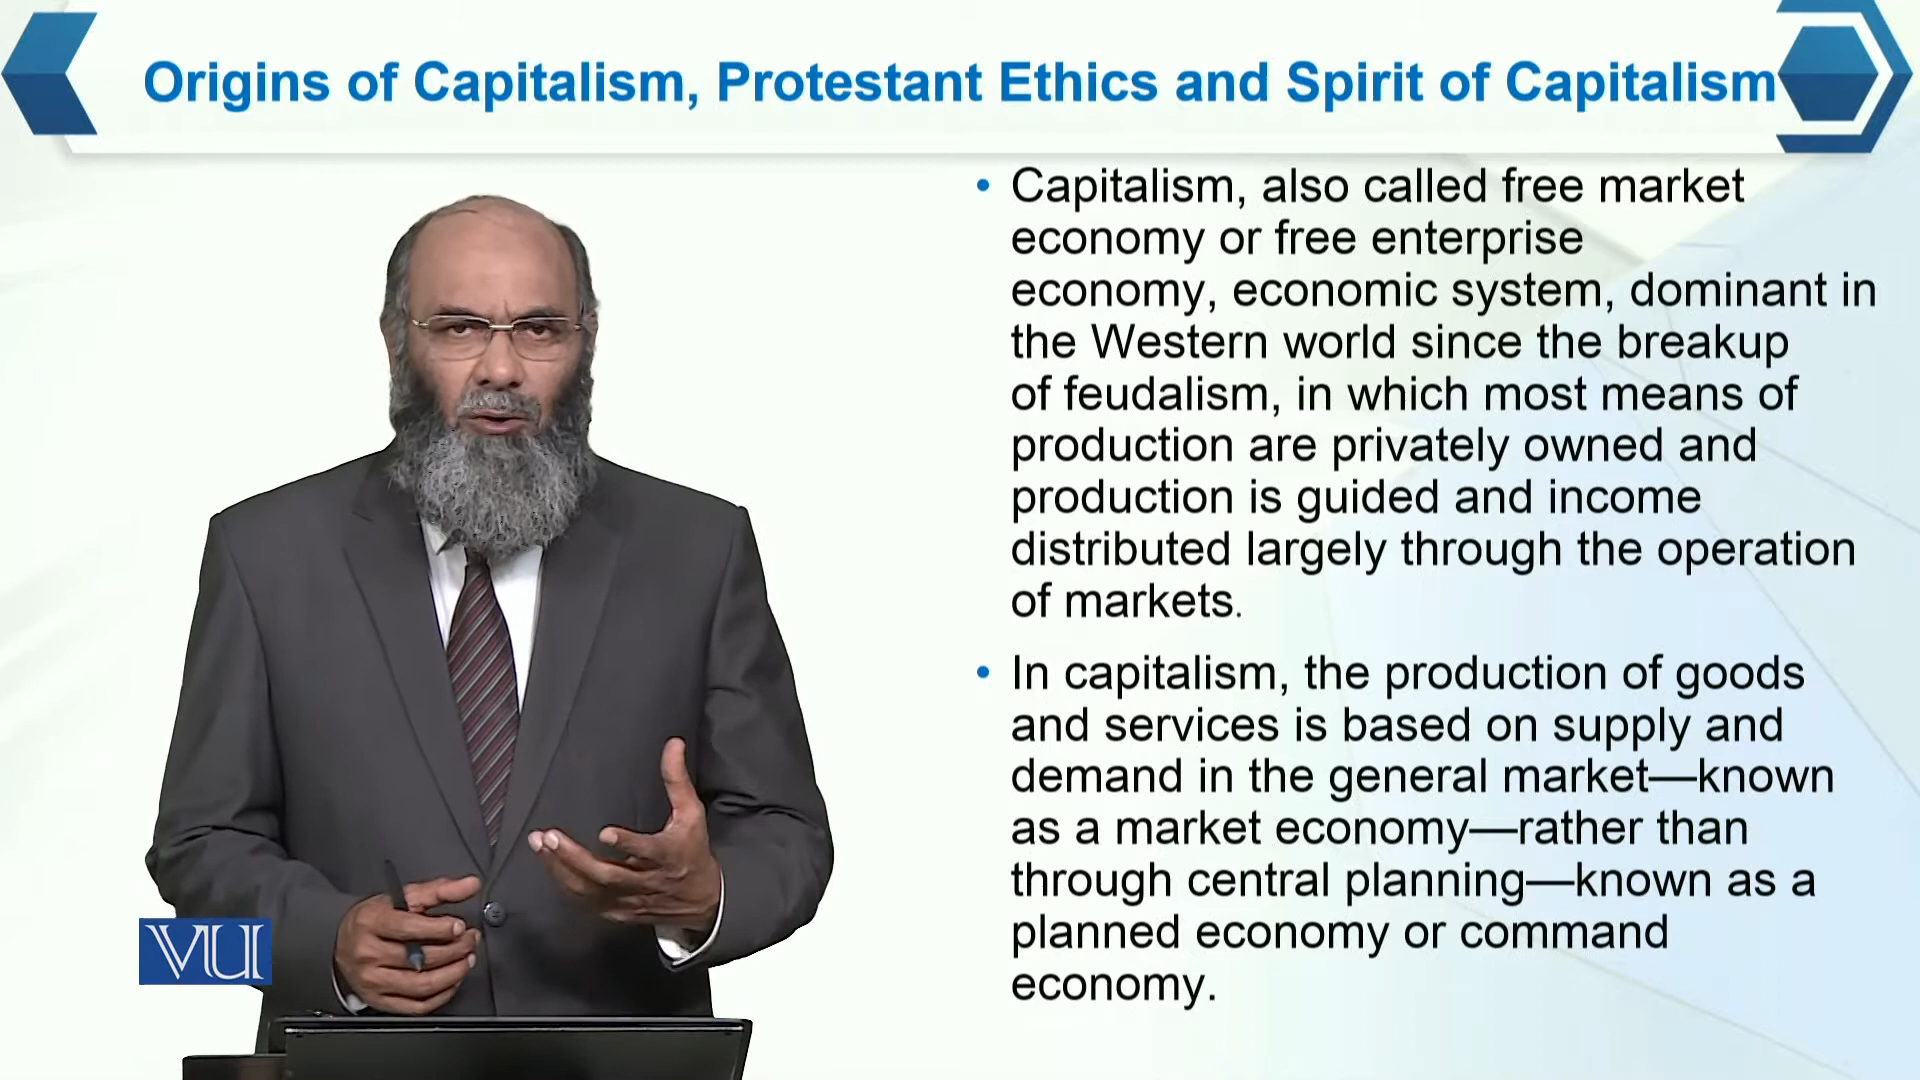 Origins of Capitalism, Protestant Ethics and Spirit of Capitalism
• Capitalism, also called free market
economy or free enterprise
economy, economic system, dominant in
the Western world since the breakup
of feudalism, in which most means of
production are privately owned and
production is guided and income
distributed largely through the operation
of markets.
• In capitalism, the production of goods
and services is based on supply and
demand in the general market—known
as a market economy—rather than
through central planning—known as a
planned economy or command
economy.
VU